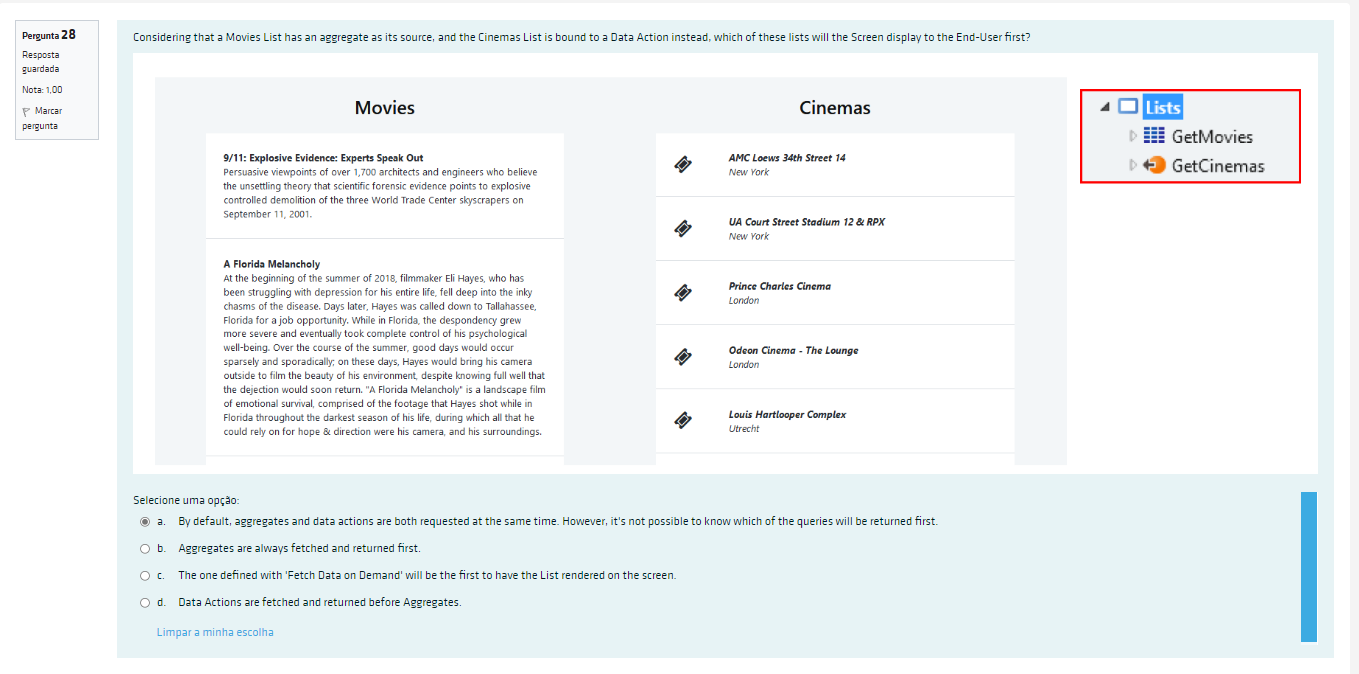 Pergunta 28
Resposta
guardada
Nota: 1,00
Marcar
pergunta
Considering that a Movies List has an aggregate as its source, and the Cinemas List is bound to a Data Action instead, which of these lists will the Screen display to the End-User first?
Movies
9/11: Explosive Evidence: Experts Speak Out
Persuasive viewpoints of over 1,700 architects and engineers who believe
the unsettling theory that scientific forensic evidence points to explosive
controlled demolition of the three World Trade Center skyscrapers on
September 11, 2001.
A Florida Melancholy
At the beginning of the summer of 2018, filmmaker Eli Hayes, who has
been struggling with depression for his entire life, fell deep into the inky
chasms of the disease. Days later, Hayes was called down to Tallahassee,
Florida for a job opportunity. While in Florida, the despondency grew
more severe and eventually took complete control of his psychological
well-being. Over the course of the summer, good days would occur
sparsely and sporadically; on these days, Hayes would bring his camera
outside to film the beauty of his environment, despite knowing full well that
the dejection would soon return. "A Florida Melancholy" is a landscape film
of emotional survival, comprised of the footage that Hayes shot while in
Florida throughout the darkest season of his life, during which all that he
could rely on for hope & direction were his camera, and his surroundings.
Cinemas
AMC Loews 34th Street 14
New York
UA Court Street Stadium 12 & RPX
New York
Prince Charles Cinema
London
Odeon Cinema - The Lounge
London
Louis Hartlooper Complex
Utrecht
Lists
GetMovies
GetCinemas
Selecione uma opção:
a. By default, aggregates and data actions are both requested at the same time. However, it's not possible to know which of the queries will be returned first.
b. Aggregates are always fetched and returned first.
c. The one defined with 'Fetch Data on Demand' will be the first to have the List rendered on the screen.
d. Data Actions are fetched and returned before Aggregates.
Limpar a minha escolha